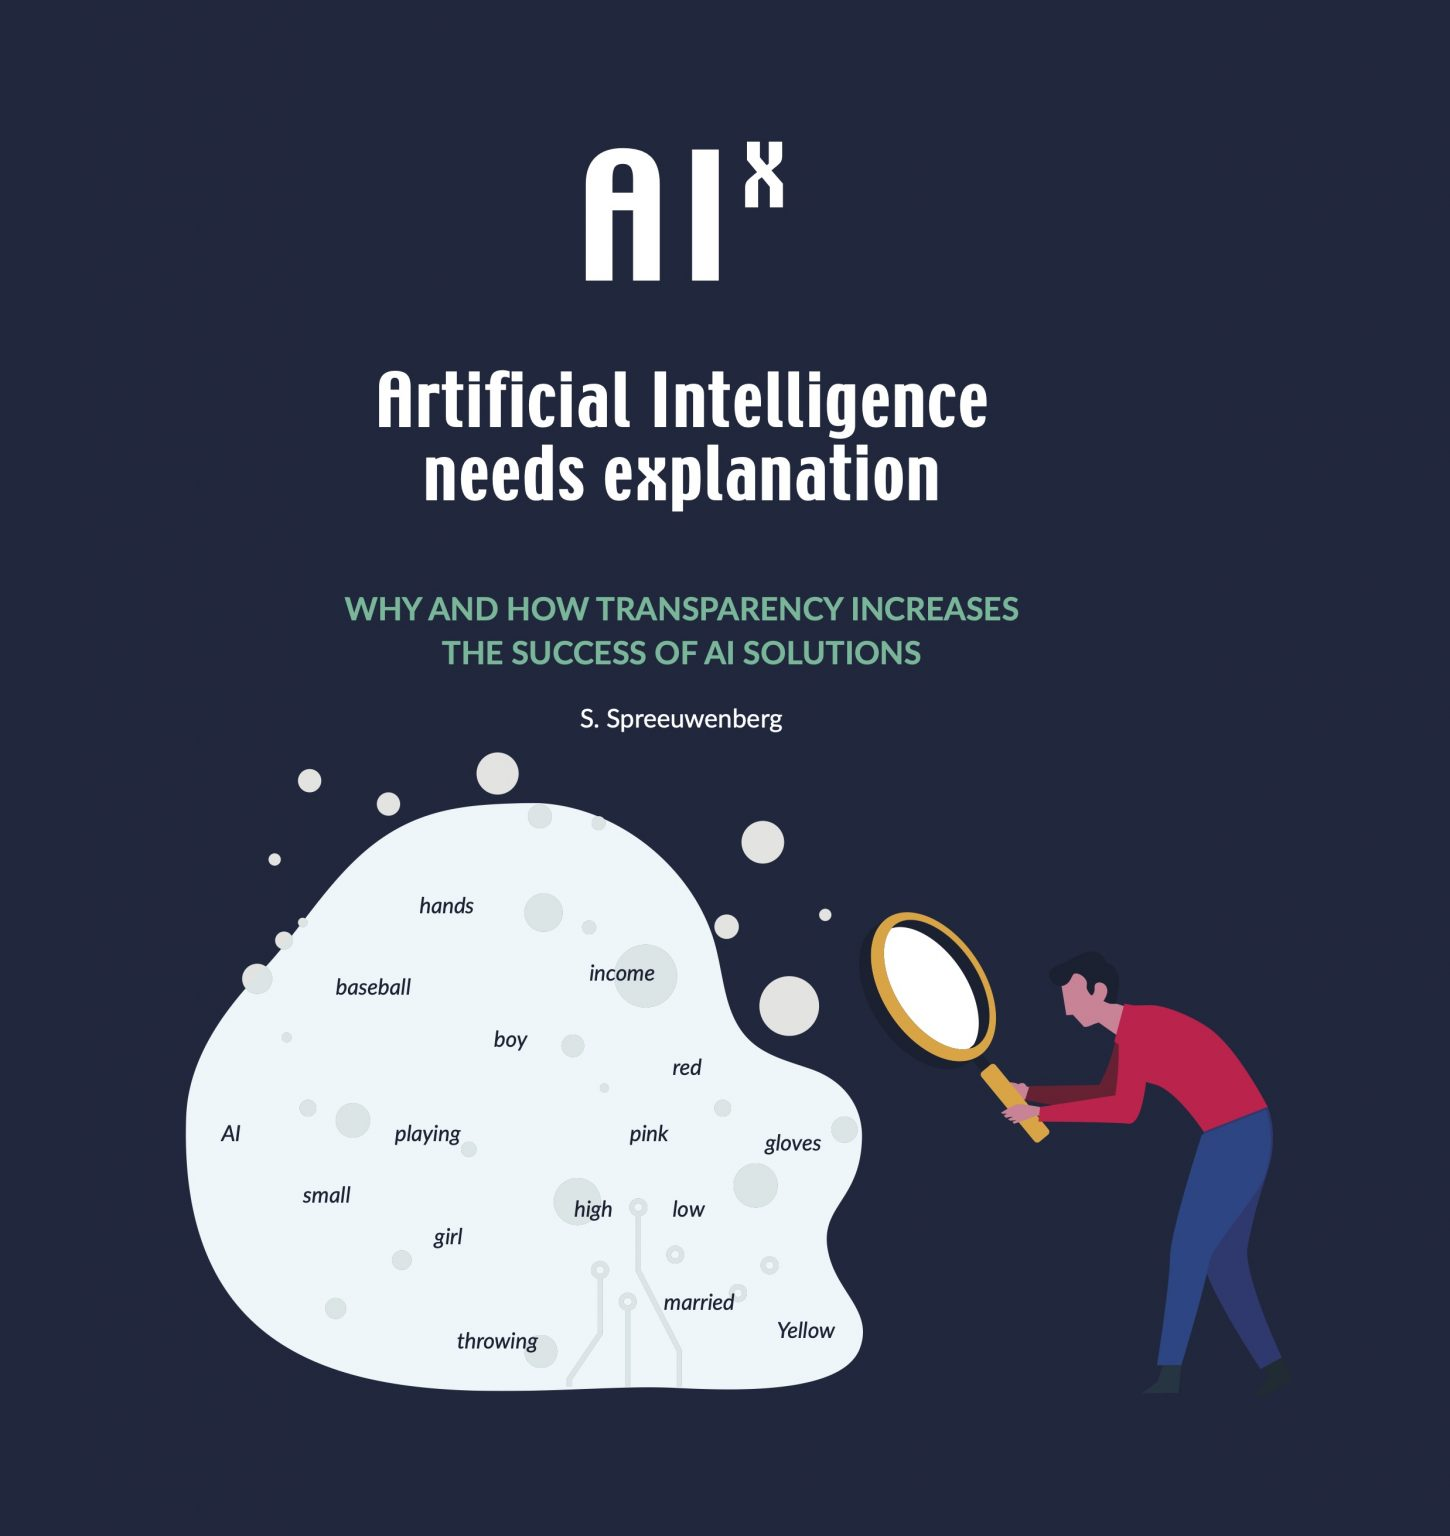 AIx
Artificial Intelligence
needs explanation
WHY AND HOW TRANSPARENCY INCREASES
THE SUCCESS OF AI SOLUTIONS
S. Spreeuwenberg
hands
income
baseball
boy
red
AI
playing
pink
gloves
small
high
low
girl
married
Yellow
throwing